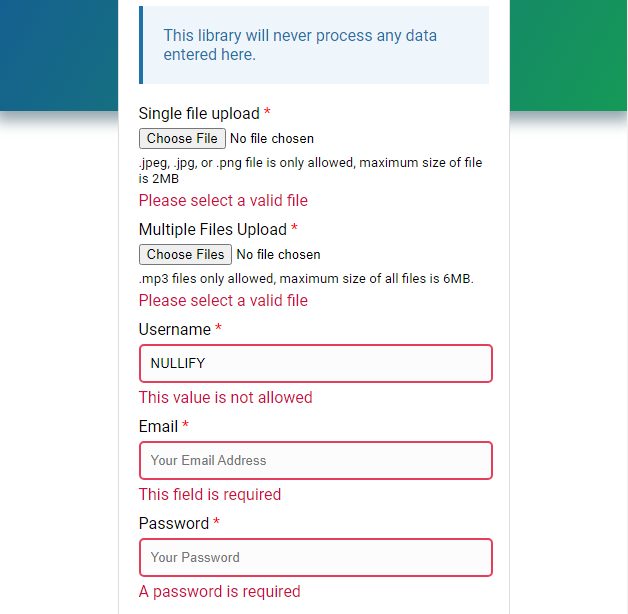 This library will never process any data
entered here.
Single file upload *
Choose File No file chosen
.jpeg, .jpg, or .png file is only allowed, maximum size of file
is 2MB
Please select a valid file
Multiple Files Upload *
Choose Files No file chosen
.mp3 files only allowed, maximum size of all files is 6MB.
Please select a valid file
Username *
NULLIFY
This value is not allowed
Email *
Your Email Address
This field is required
Password *
Your Password
A password is required